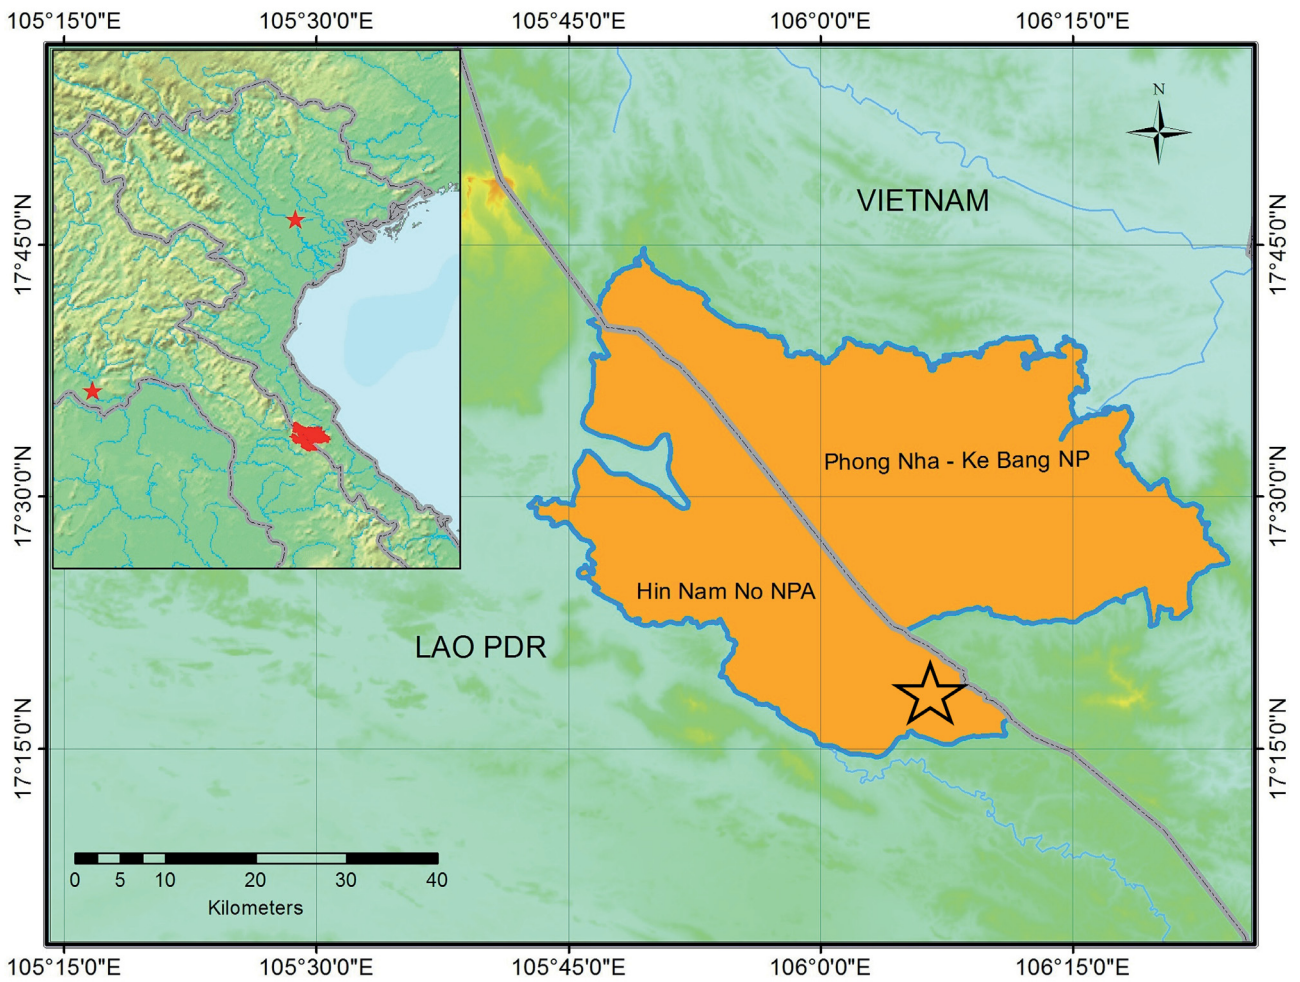 105°15'0"E 105°30'0"E 105°45'0"E 106°0'0"E 106°15'0"E
N
VIETNAM
17°45'0"N 17°45'0"N
Phong Nha - Ke Bang NP
17°30'0"N 17°30'0"N
Hin Nam No NPA
LAO PDR
17°15'0"N 17°15'0"N
0 5 10 20 30 40
Kilometers
105°15'0"E 105°30'0"E 105°45'0"E 106°0'0"E 106°15'0"E